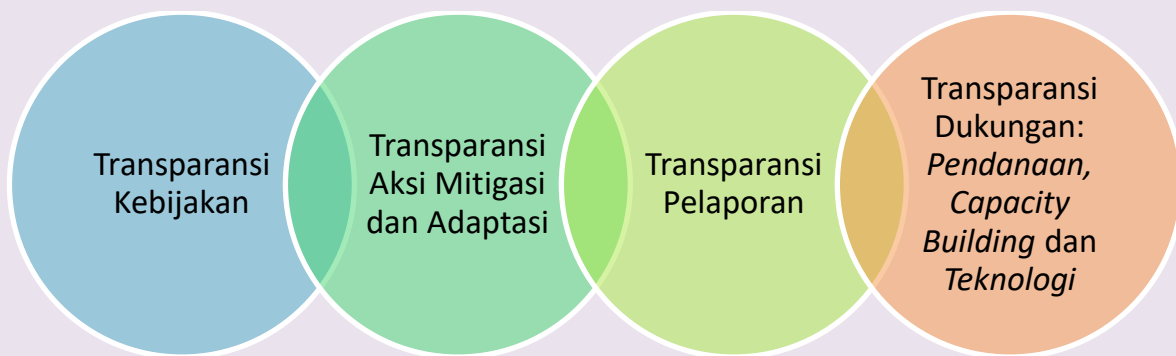 Transparansi
Kebijakan
Transparansi
Aksi Mitigasi
dan Adaptasi
Transparansi
Pelaporan
Transparansi
Dukungan:
Pendanaan,
Capacity
Building dan
Teknologi